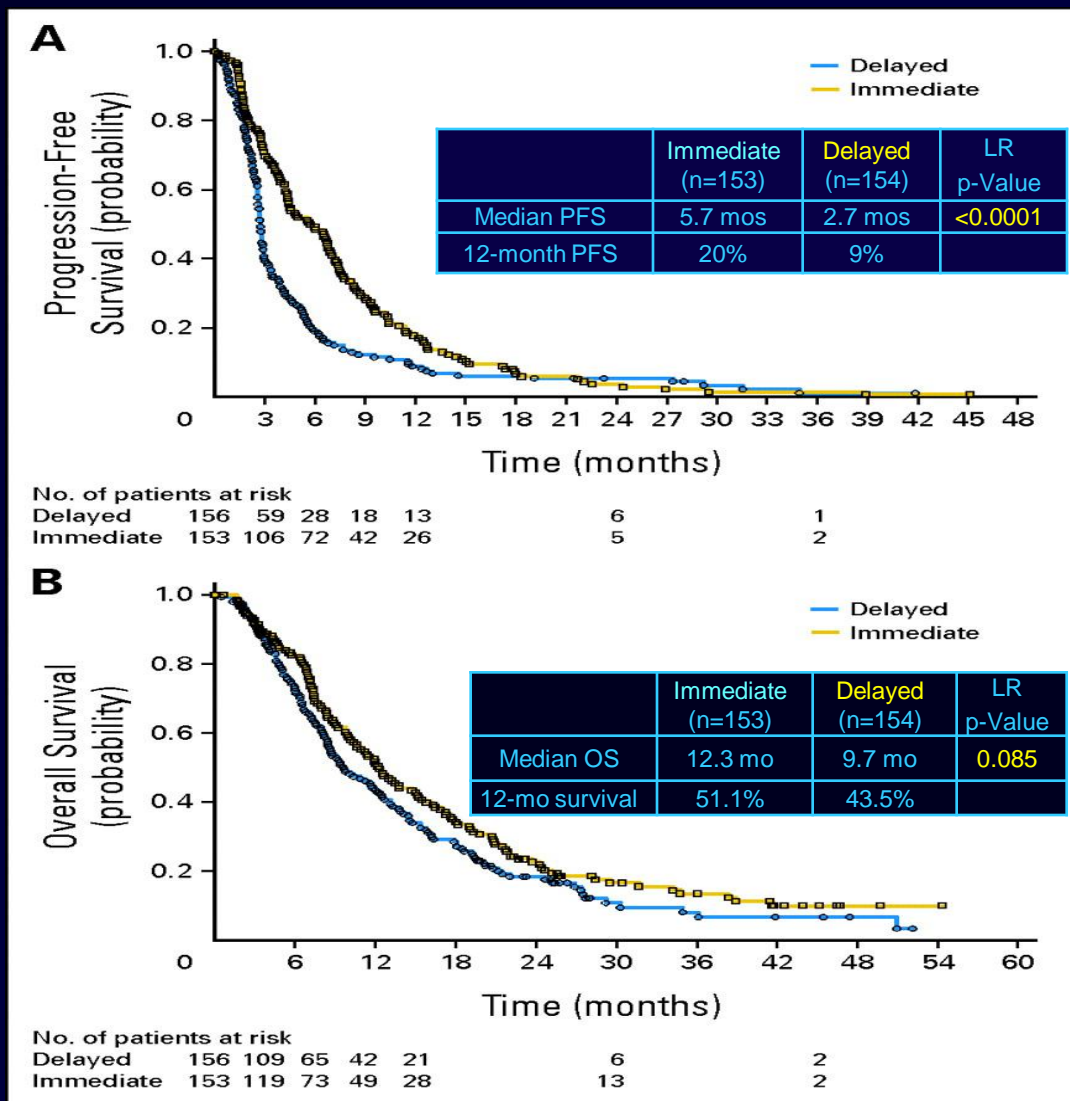 A
Progression-Free
Survival (probability)
1.0
0.8
0.6
0.4
0.2
0
Delayed
Immediate
Immediate (n=153) Delayed (n=154) LR p-Value
Median PFS 5.7 mos 2.7 mos <0.0001
12-month PFS 20% 9%
3 6 9 12 15 18 21 24 27 30 33 36 39 42 45 48
Time (months)
No. of patients at risk
Delayed 156 59 28 18 13 6 1
Immediate 153 106 72 42 26 5 2
B
Overall Survival
(probability)
1.0
0.8
0.6
0.4
0.2
0
Delayed
Immediate
Immediate (n=153) Delayed (n=154) LR p-Value
Median OS 12.3 mo 9.7 mo 0.085
12-mo survival 51.1% 43.5%
6 12 18 24 30 36 42 48 54 60
Time (months)
No. of patients at risk
Delayed 156 109 65 42 21 6 2
Immediate 153 119 73 49 28 13 2